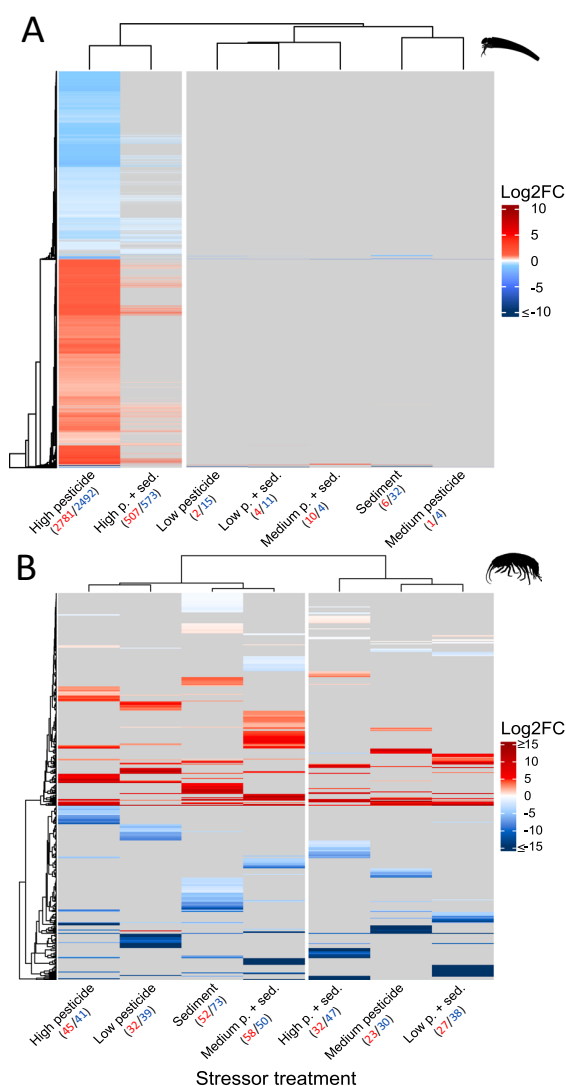 A
Log2FC
10
5
0
-5
≤-10
High pesticide
(2781/2492)
High p. + sed.
(507/573)
Low pesticide
(2/15)
Low p. + sed.
(4/11)
Medium p. + sed.
(10/4)
Sediment
(6/32)
Medium pesticide
(1/4)
B
Log2FC
≥15
10
5
0
-5
-10
≤-15
High pesticide
(45/41)
Low pesticide
(32/39)
Sediment
(52/73)
Medium p. + sed.
(58/50)
High p. + sed.
(32/47)
Medium pesticide
(23/30)
Low p. + sed.
(27/38)
Stressor treatment